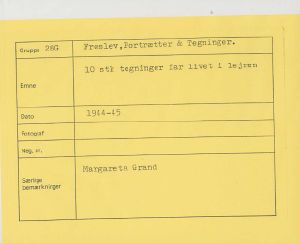 Gruppe 28G Frøslev, Portrætter & Tegninger.
Emne 10 stk tegninger far livet i lejren
Dato 1944-45
Fotograf
Neg. nr.
Særlige bemærkninger Margareta Grand